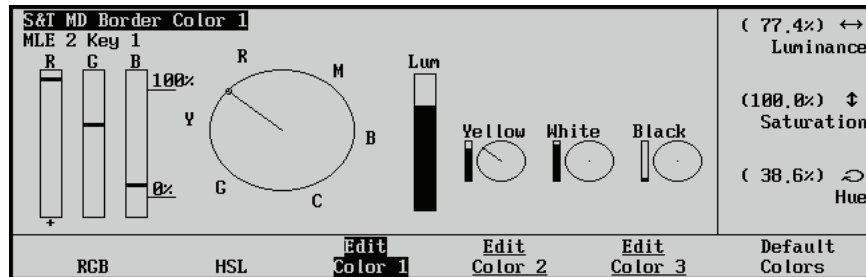 S&T MD Border Color 1
MLE 2 Key 1
R G B
100%
0%
+
R
M
Y
B
G
C
Lum
Yellow White Black
( 77.4%) ↔
Luminance
(100.0%) ↕
Saturation
( 38.6%)
Hue
RGB
HSL
Edit
Color 1
Edit
Color 2
Edit
Color 3
Default
Colors